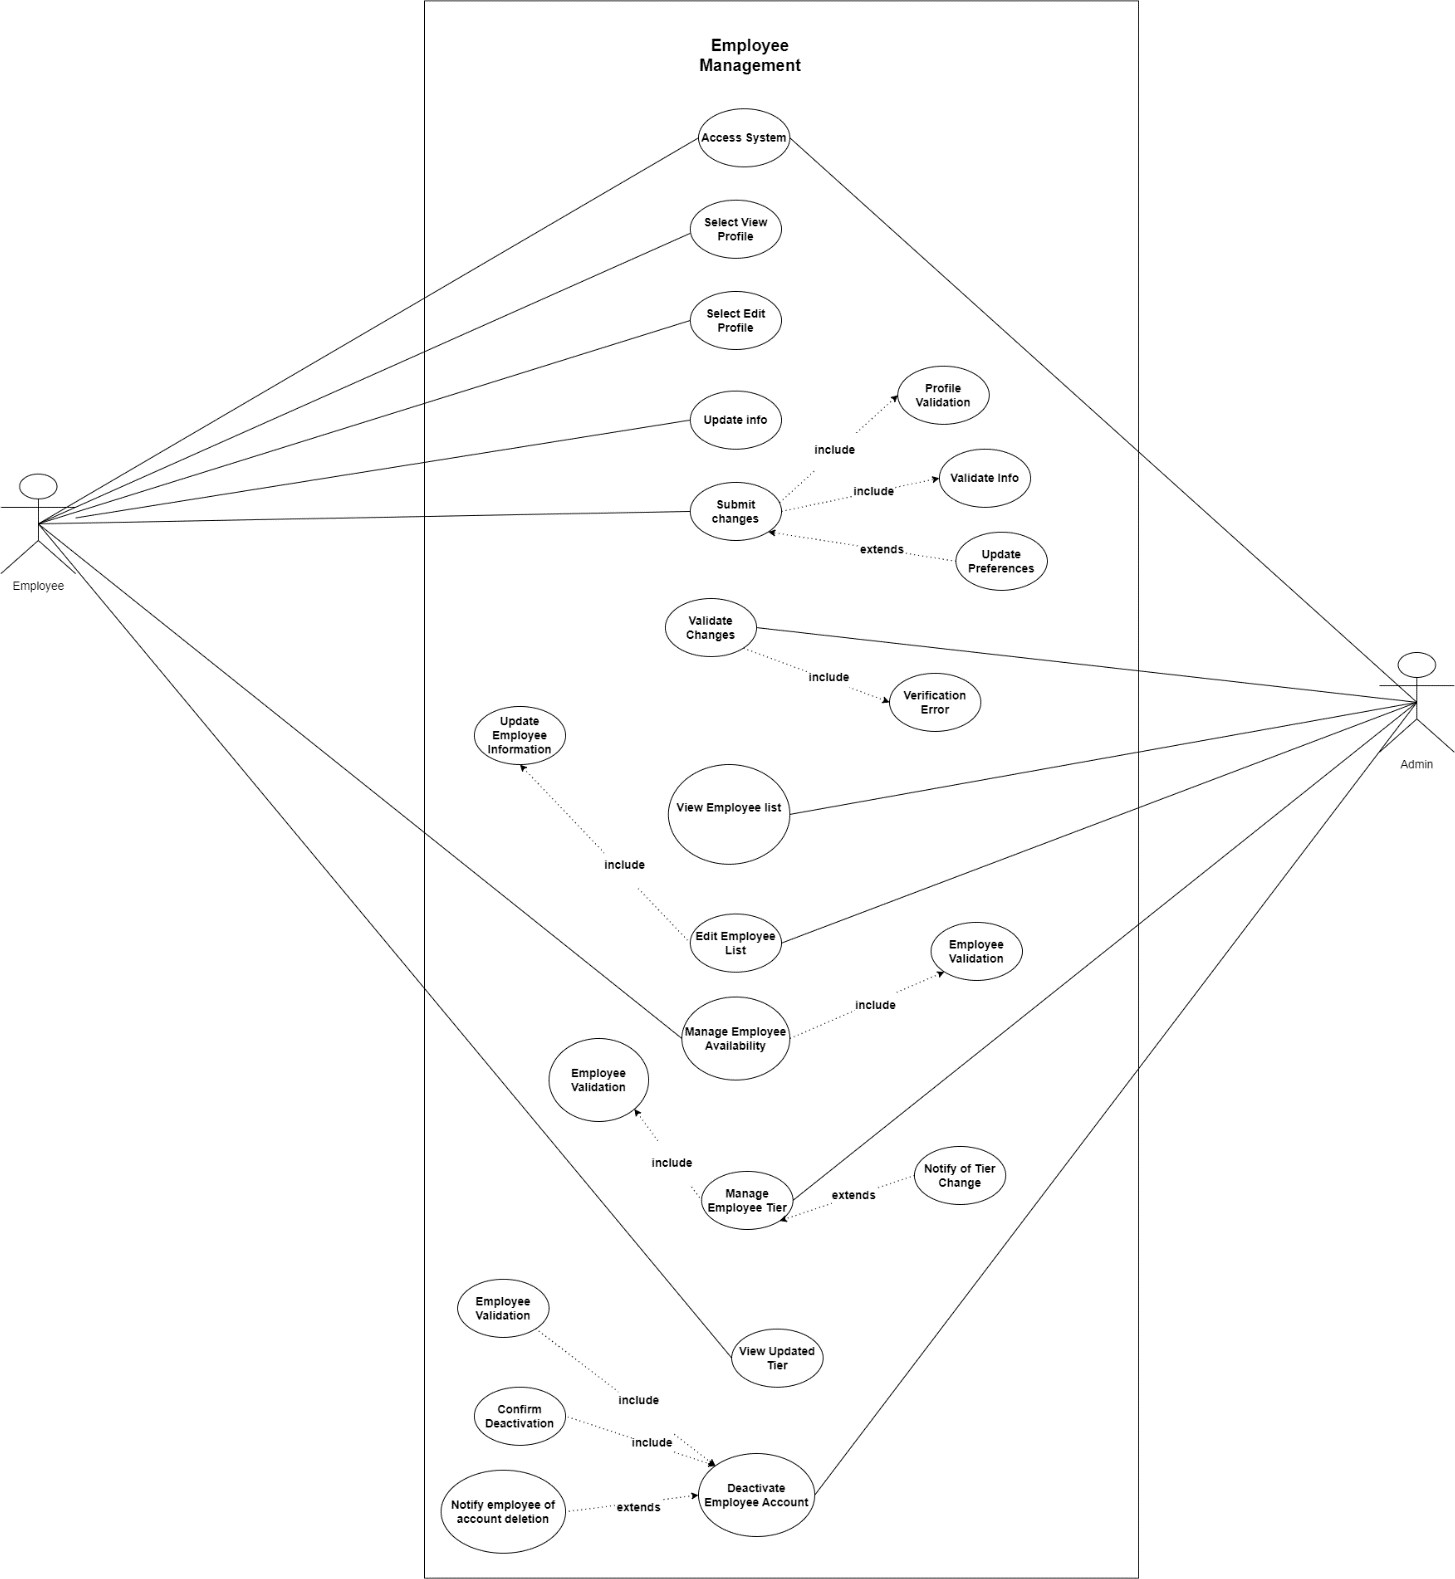 Employee
Management
Access System
Select View
Profile
Select Edit
Profile
Profile
Validation
Update info
include
Validate Info
include
Submit
changes
extends
Update
Preferences
Employee
Validate
Changes
include
Verification
Error
Update
Employee
Information
Admin
View Employee list
include
Edit Employee
List
Employee
Validation
include
Manage Employee
Availability
Employee
Validation
include
Notify of Tier
Change
extends
Manage
Employee Tier
Employee
Validation
View Updated
Tier
include
Confirm
Deactivation
include
Deactivate
Employee Account
Notify employee of
account deletion
extends